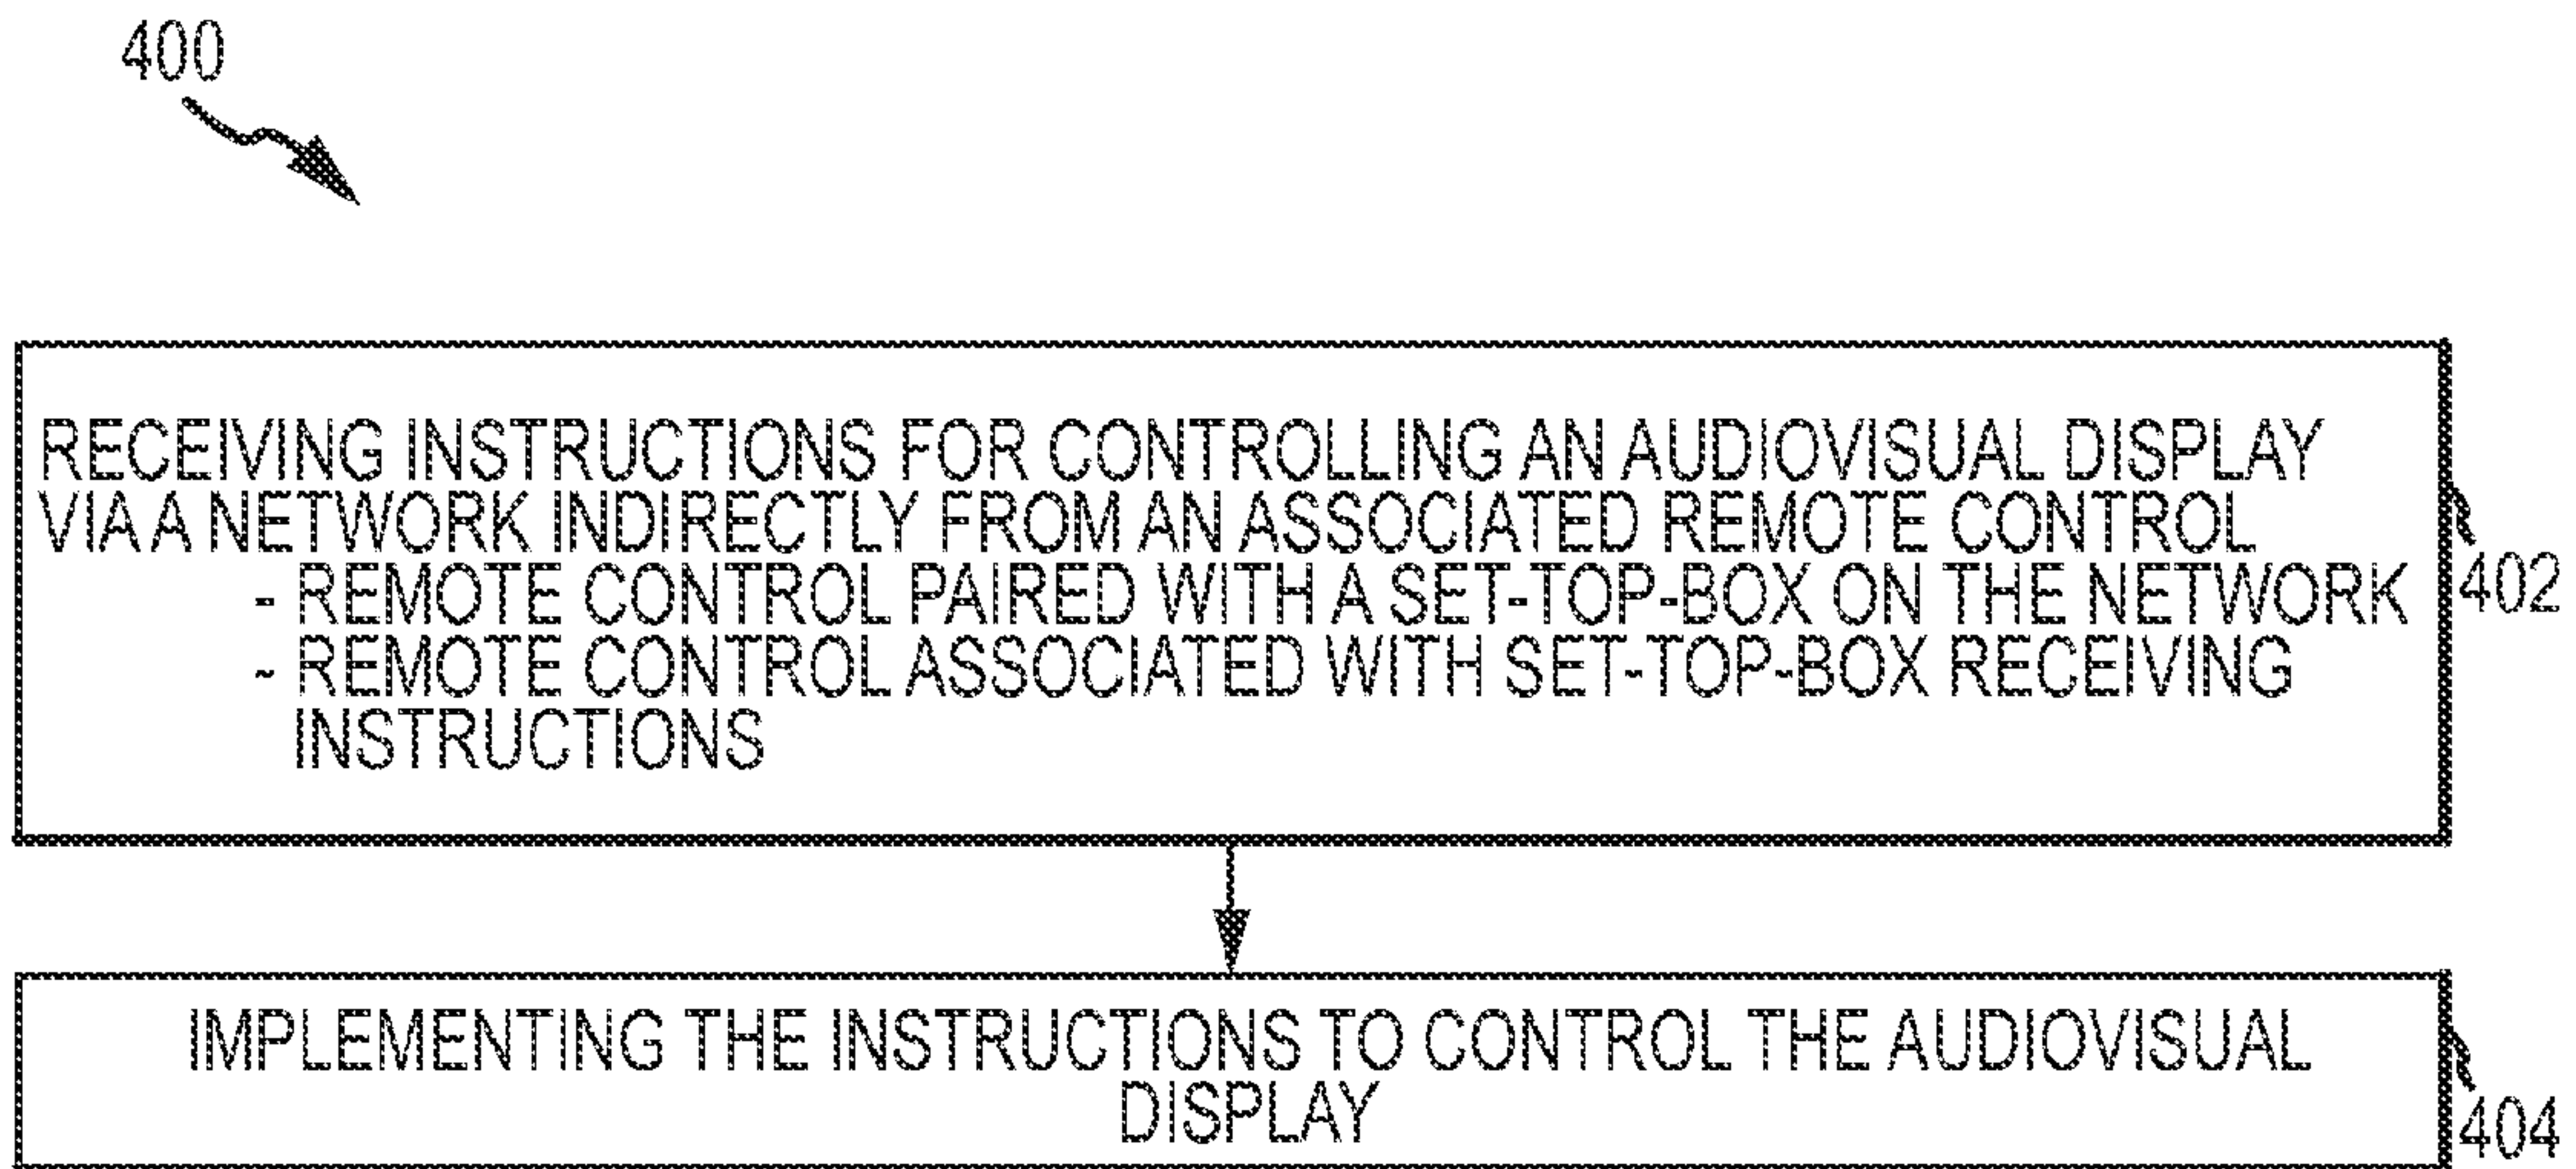 400
RECEIVING INSTRUCTIONS FOR CONTROLLING AN AUDIOVISUAL DISPLAY
VIA A NETWORK INDIRECTLY FROM AN ASSOCIATED REMOTE CONTROL
- REMOTE CONTROL PAIRED WITH A SET-TOP-BOX ON THE NETWORK
- REMOTE CONTROL ASSOCIATED WITH SET-TOP-BOX RECEIVING
INSTRUCTIONS
402
IMPLEMENTING THE INSTRUCTIONS TO CONTROL THE AUDIOVISUAL
DISPLAY
404